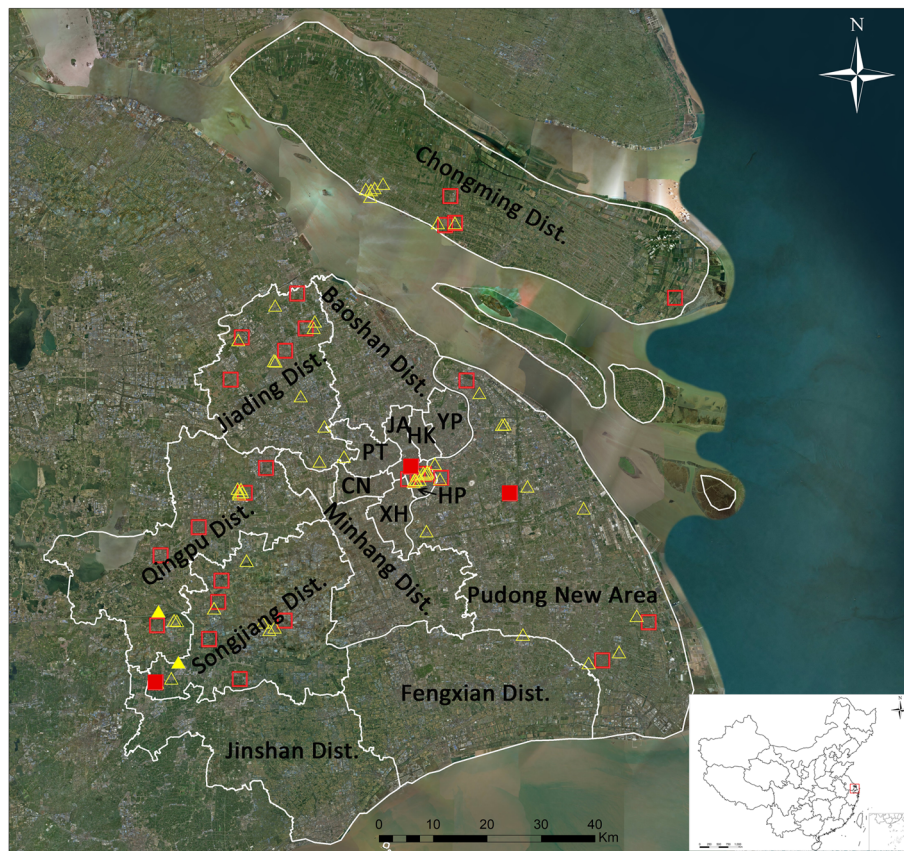 N
Chongming Dist.
Baoshan Dist.
Jiading Dist.
JA
YP
HK
PT
CN
HP
XH
Qingpu Dist.
Minhang Dist.
Songjiang Dist.
Pudong New Area
Fengxian Dist.
Jinshan Dist.
0 10 20 40
Km
N